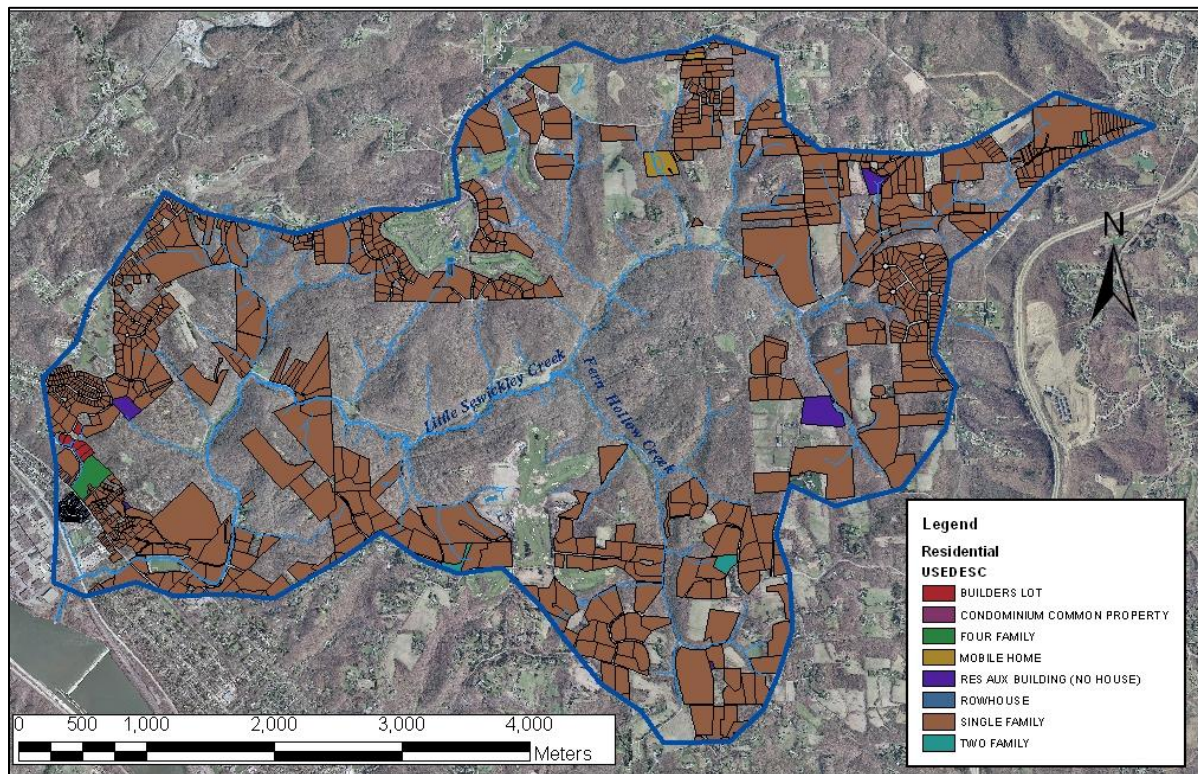 N
Little Sewickley Creek
Fern Hollow Creek
Legend
Residential
USEDESC
BUILDERS LOT
CONDOMINIUM COMMON PROPERTY
FOUR FAMILY
MOBILE HOME
RES AUX BUILDING (NO HOUSE)
ROWHOUSE
SINGLE FAMILY
TWO FAMILY
0 500 1,000 2,000 3,000 4,000
Meters